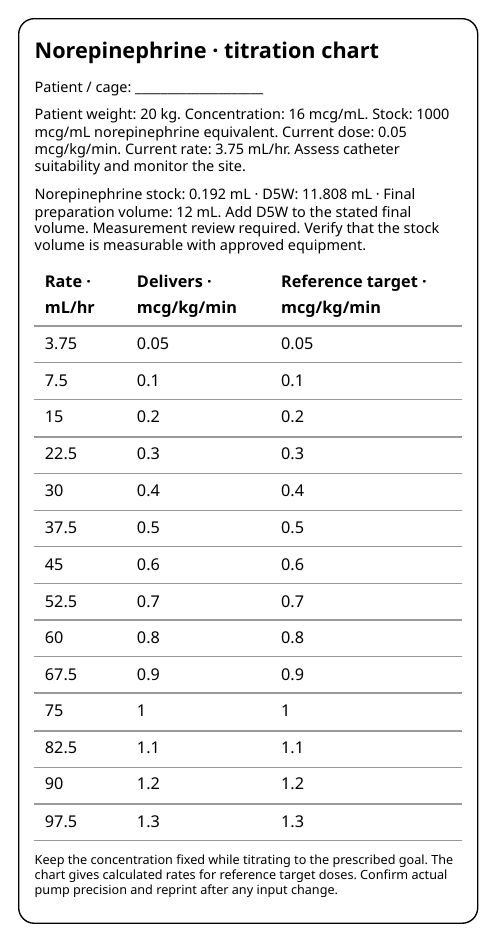 Norepinephrine · titration chart
Patient / cage: ___________________
Patient weight: 20 kg. Concentration: 16 mcg/mL. Stock: 1000
mcg/mL norepinephrine equivalent. Current dose: 0.05
mcg/kg/min. Current rate: 3.75 mL/hr. Assess catheter
suitability and monitor the site.
Norepinephrine stock: 0.192 mL · D5W: 11.808 mL · Final
preparation volume: 12 mL. Add D5W to the stated final
volume. Measurement review required. Verify that the stock
volume is measurable with approved equipment.
Rate · Delivers · Reference target ·
mL/hr mcg/kg/min mcg/kg/min
3.75 0.05 0.05
7.5 0.1 0.1
15 0.2 0.2
22.5 0.3 0.3
30 0.4 0.4
37.5 0.5 0.5
45 0.6 0.6
52.5 0.7 0.7
60 0.8 0.8
67.5 0.9 0.9
75 1 1
82.5 1.1 1.1
90 1.2 1.2
97.5 1.3 1.3
Keep the concentration fixed while titrating to the prescribed goal. The
chart gives calculated rates for reference target doses. Confirm actual
pump precision and reprint after any input change.